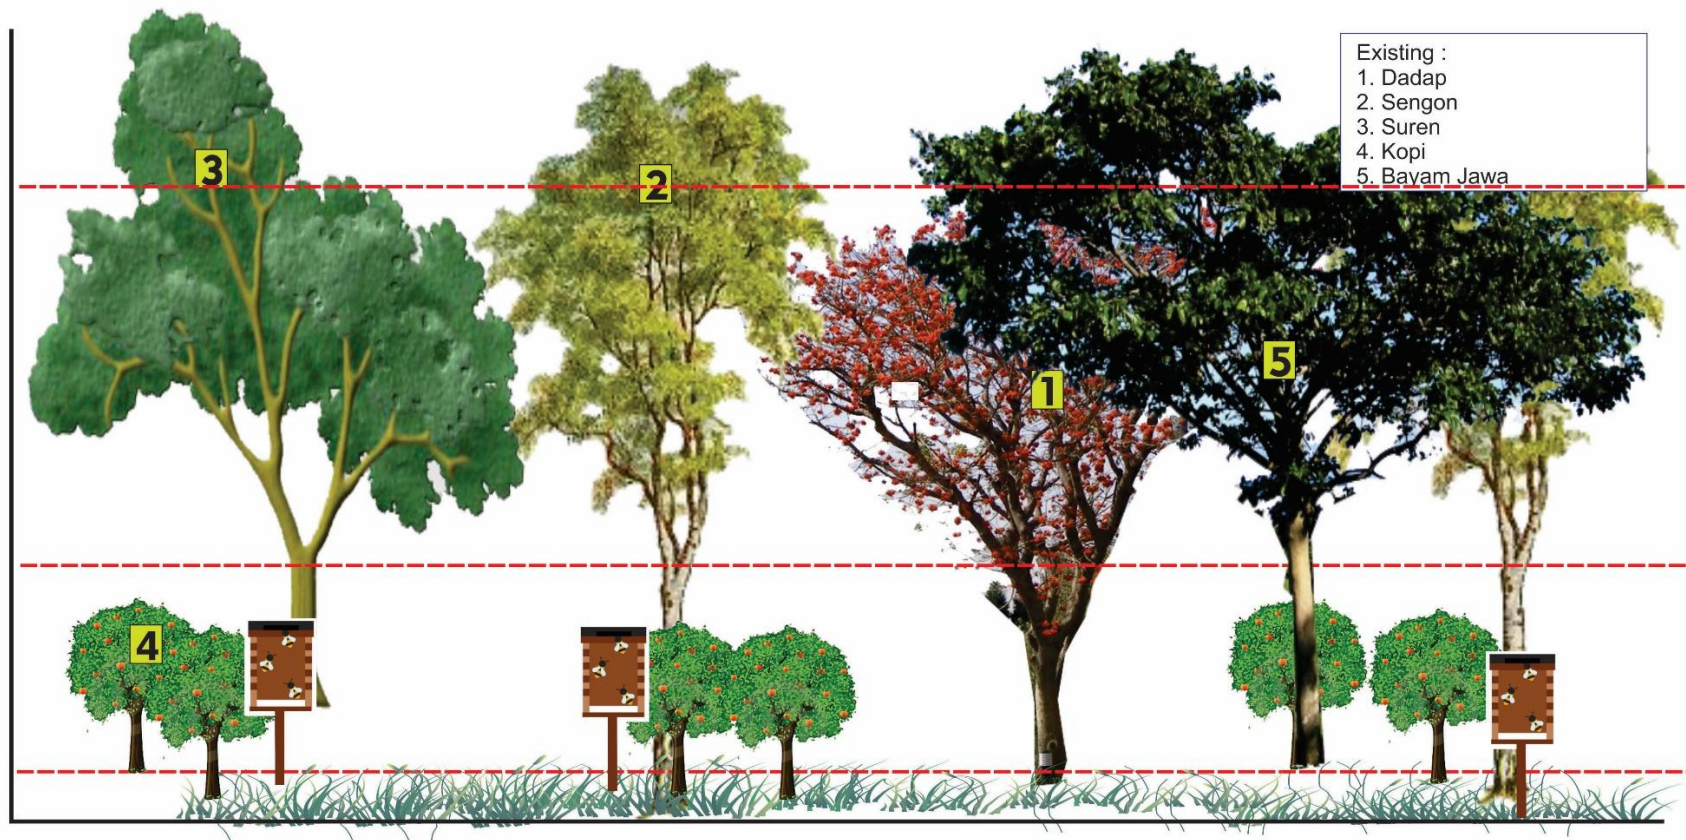 Existing :
1. Dadap
2. Sengon
3. Suren
4. Kopi
5. Bayam Jawa
3
2
5
1
4